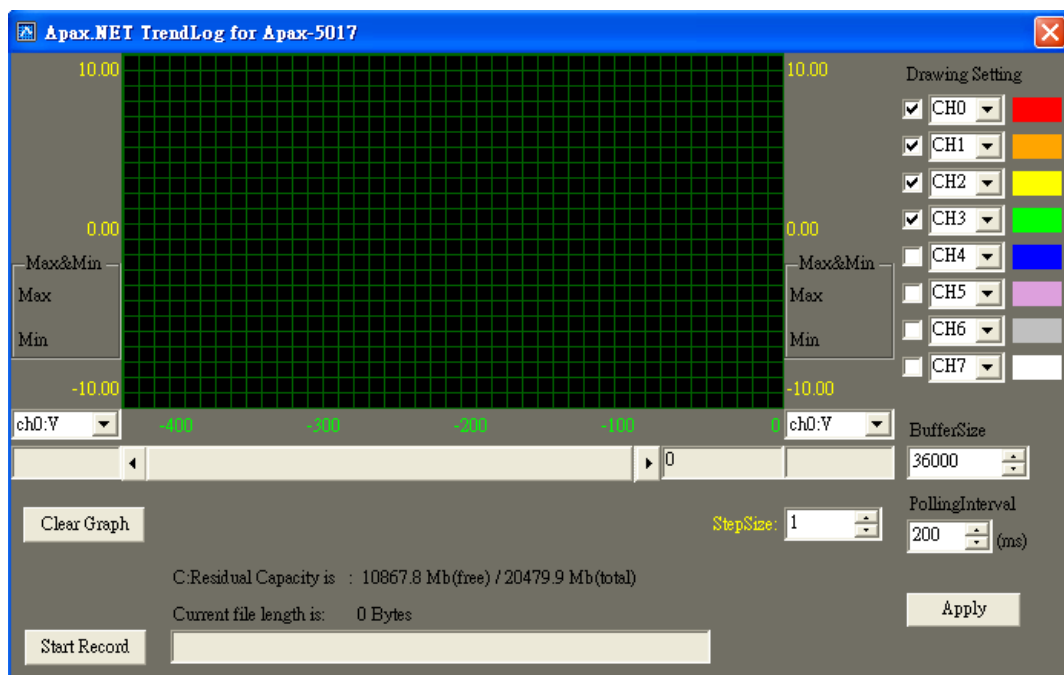 Apax.NET TrendLog for Apax-5017
10.00
10.00
Drawing Setting
CH0
CH1
CH2
CH3
0.00
0.00
CH4
Max&Min
Max&Min
Max
Max
CH5
Min
Min
CH6
CH7
-10.00
-10.00
ch0:V
-400
-300
-200
-100
0
ch0:V
BufferSize
0
36000
PollingInterval
Clear Graph
StepSize:
1
200
(ms)
C:Residual Capacity is : 10867.8 Mb(free) / 20479.9 Mb(total)
Current file length is: 0 Bytes
Apply
Start Record